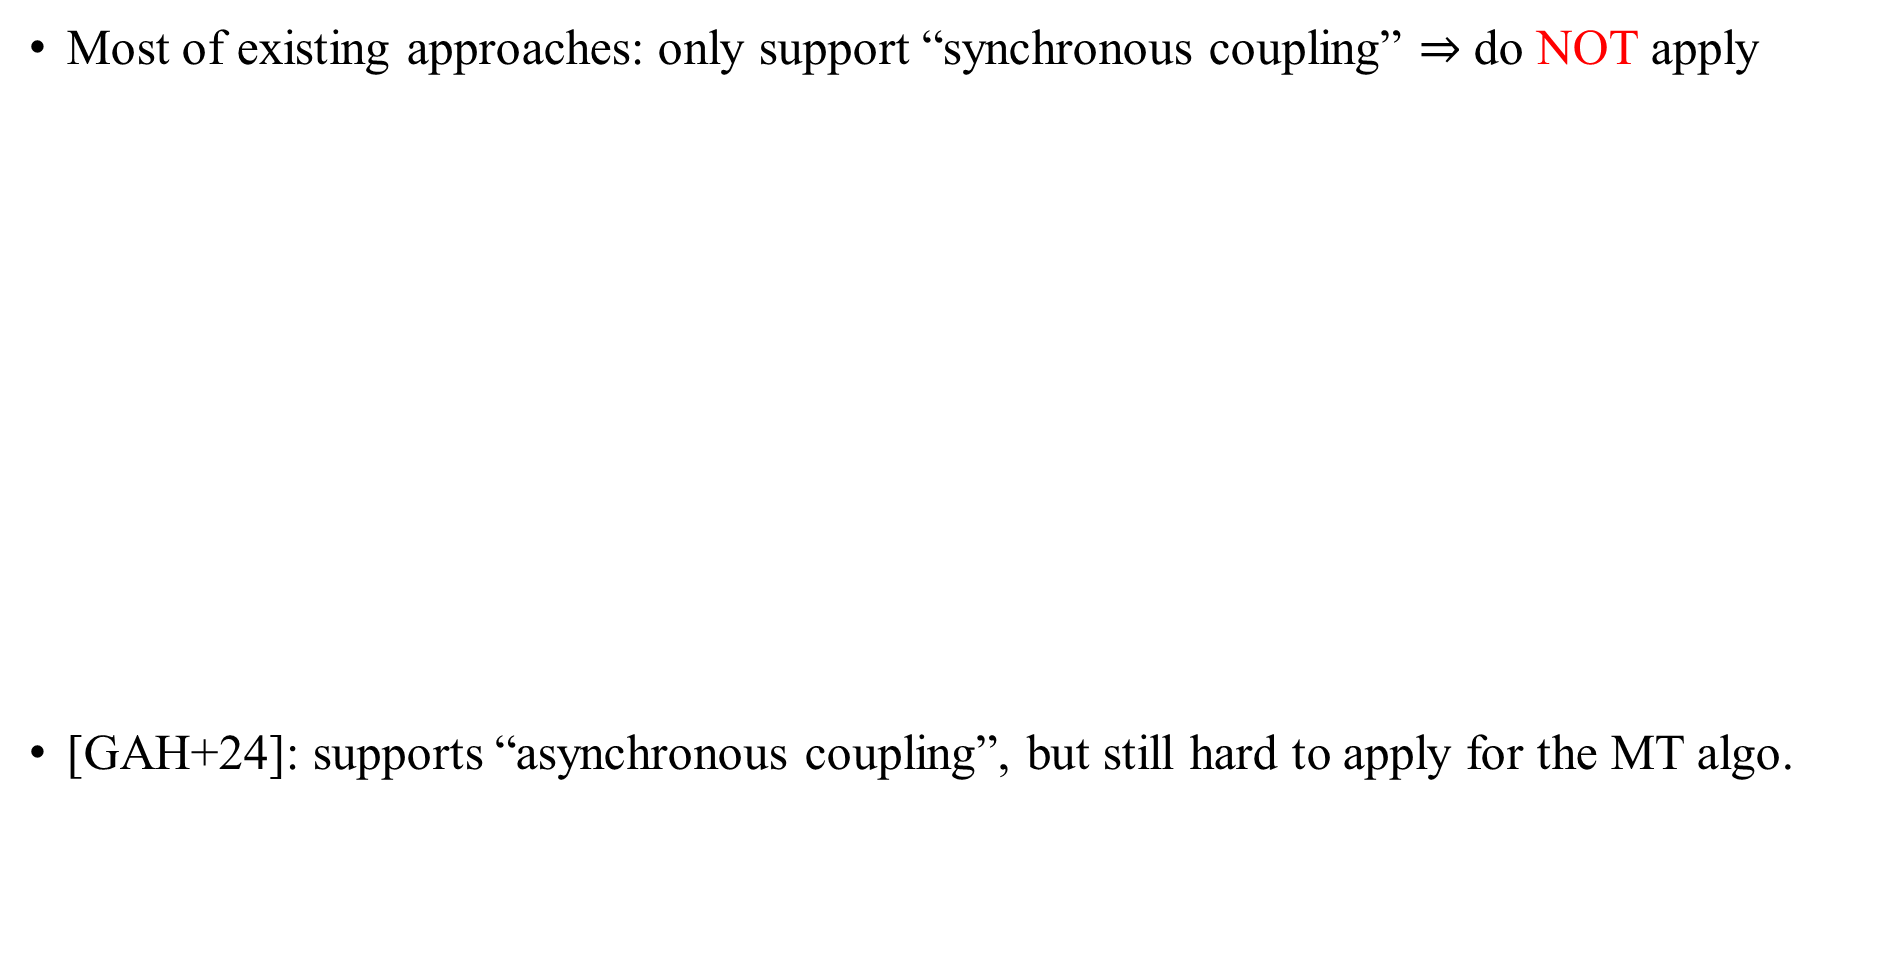 • Most of existing approaches: only support “synchronous coupling” ⇒ do NOT apply
• [GAH+24]: supports “asynchronous coupling”, but still hard to apply for the MT algo.